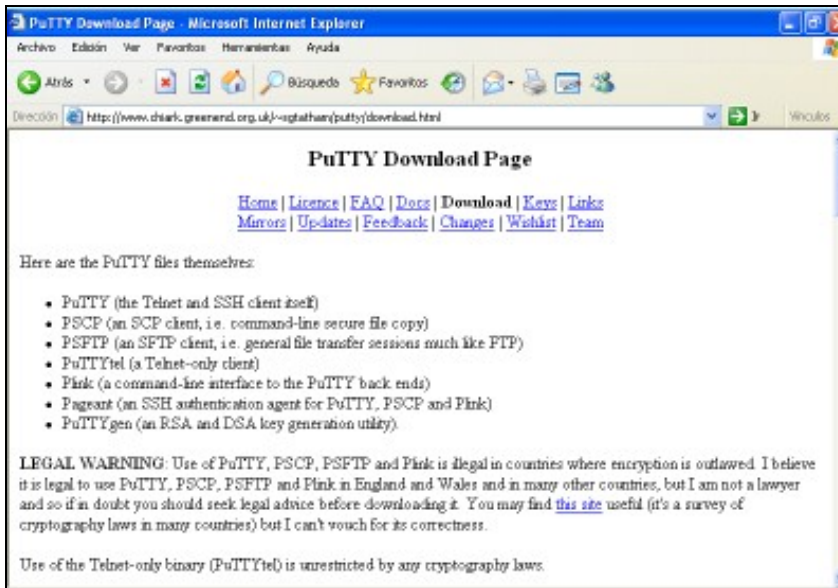 PuTTY Download Page - Microsoft Internet Explorer
Archivo Edición Ver Favoritos Herramientas Ayuda
Atrás Búsqueda Favoritos
Dirección http://www.chiark.greenend.org.uk/~sgtatham/putty/download.html Ir Vínculos
PuTTY Download Page
Home | Licence | FAQ | Docs | Download | Keys | Links
Mirrors | Updates | Feedback | Changes | Wishlist | Team
Here are the PuTTY files themselves:
• PuTTY (the Telnet and SSH client itself)
• PSCP (an SCP client, i.e. command-line secure file copy)
• PSFTP (an SFTP client, i.e. general file transfer sessions much like FTP)
• PuTTYtel (a Telnet-only client)
• Plink (a command-line interface to the PuTTY back ends)
• Pageant (an SSH authentication agent for PuTTY, PSCP and Plink)
• PuTTYgen (an RSA and DSA key generation utility).
LEGAL WARNING: Use of PuTTY, PSCP, PSFTP and Plink is illegal in countries where encryption is outlawed. I believe
it is legal to use PuTTY, PSCP, PSFTP and Plink in England and Wales and in many other countries, but I am not a lawyer
and so if in doubt you should seek legal advice before downloading it. You may find this site useful (it's a survey of
cryptography laws in many countries) but I can't vouch for its correctness.
Use of the Telnet-only binary (PuTTYtel) is unrestricted by any cryptography laws.